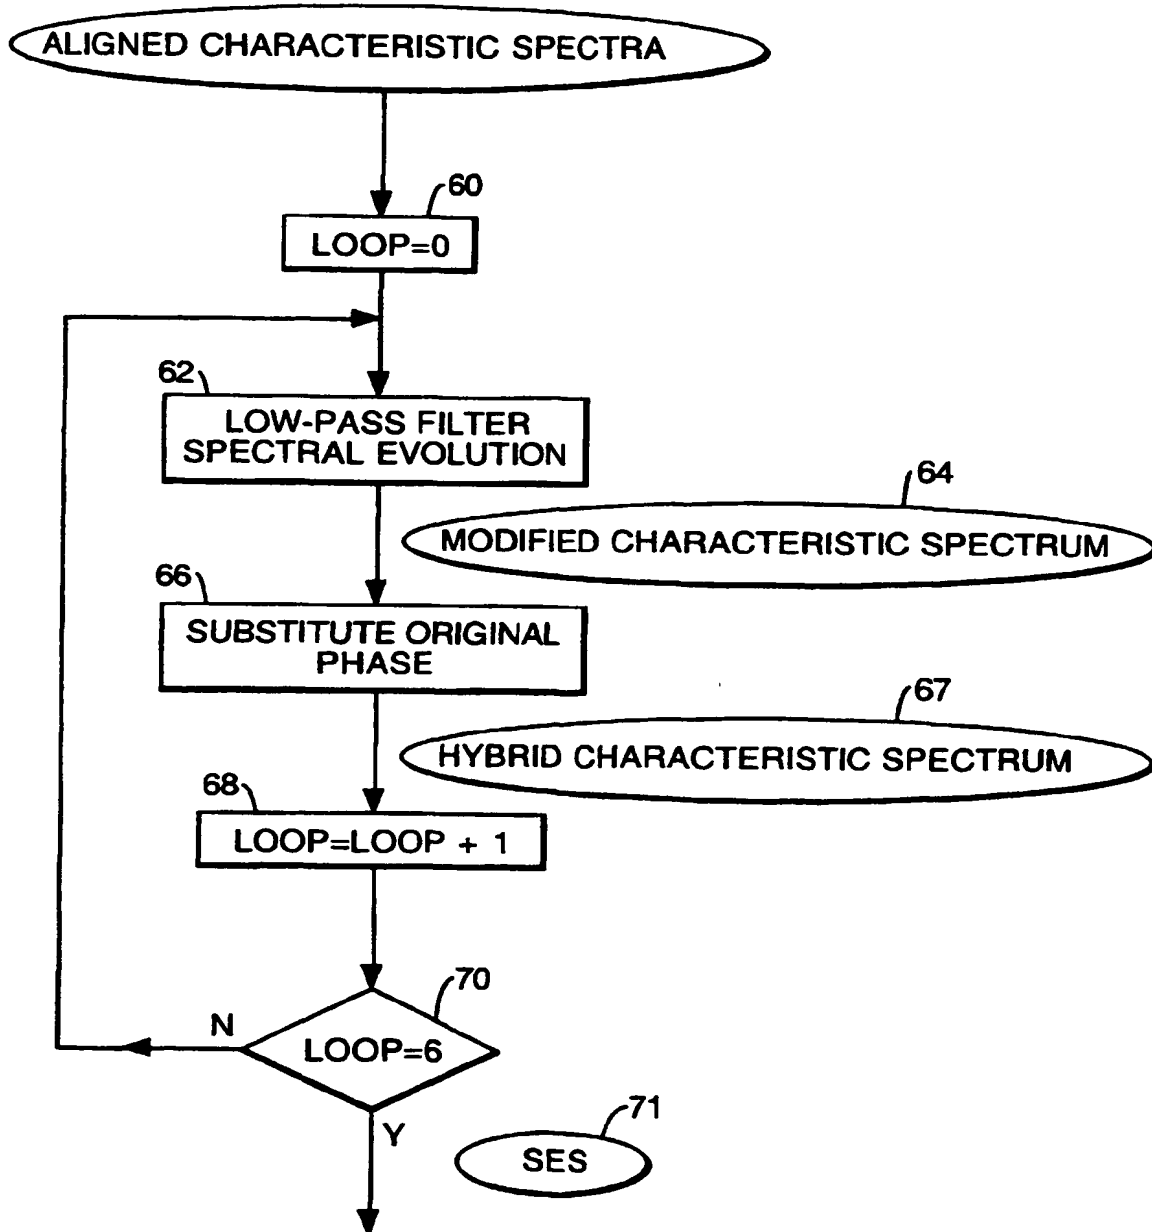 ALIGNED CHARACTERISTIC SPECTRA
60
LOOP=0
62
LOW-PASS FILTER
SPECTRAL EVOLUTION
64
MODIFIED CHARACTERISTIC SPECTRUM
66
SUBSTITUTE ORIGINAL
PHASE
67
HYBRID CHARACTERISTIC SPECTRUM
68
LOOP=LOOP + 1
70
N
LOOP=6
Y
71
SES